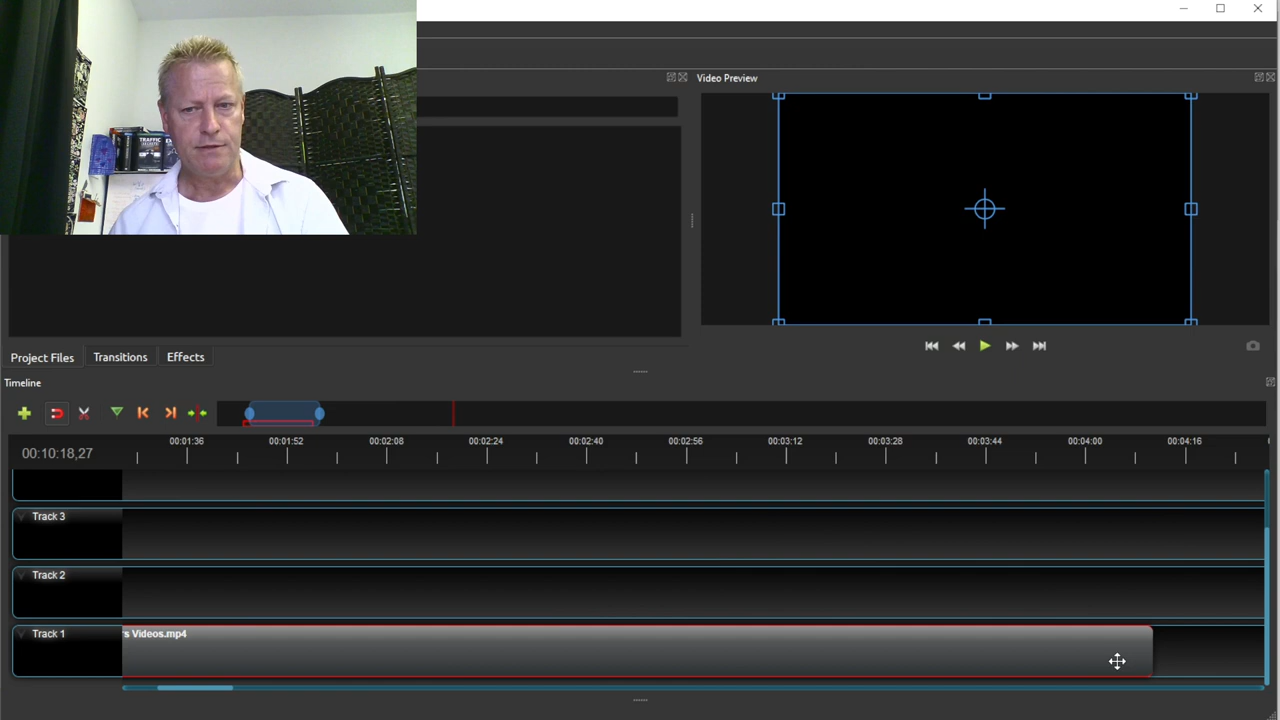 TRAFFIC
Video Preview
Project Files
Transitions
Effects
Timeline
00:10:18,27
00:01:36
00:01:52
00:02:08
00:02:24
00:02:40
00:02:56
00:03:12
00:03:28
00:03:44
00:04:00
00:04:16
Track 3
Track 2
Track 1
s Videos.mp4